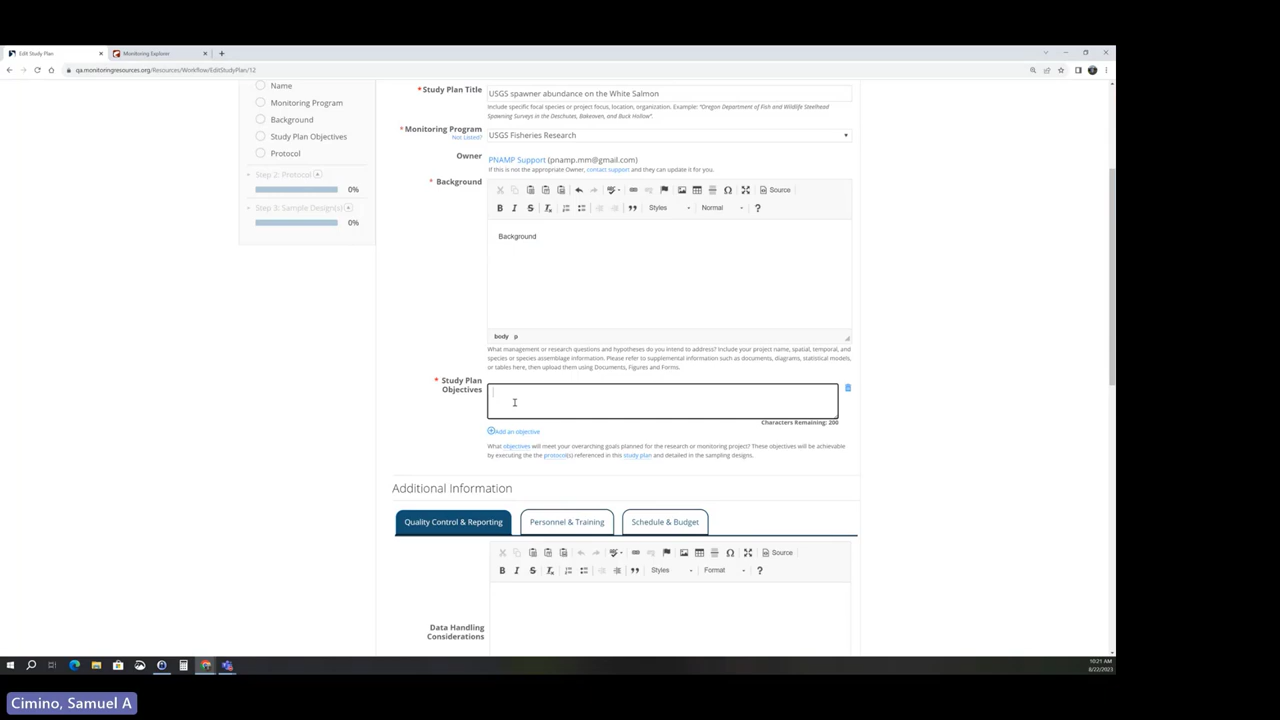 Edit Study Plan
Monitoring Explorer
qa.monitoringresources.org/Resources/Workflow/EditStudyPlan/12
Name
Monitoring Program
Background
Study Plan Objectives
Protocol
Step 2: Protocol
0%
Step 3: Sample Design(s)
0%
* Study Plan Title
USGS spawner abundance on the White Salmon
Include specific focal species or project focus, location, organization. Example: "Oregon Department of Fish and Wildlife Steelhead
Spawning Surveys in the Deschutes, Bakeoven, and Buck Hollow".
* Monitoring Program
Not Listed?
USGS Fisheries Research
Owner
PNAMP Support (pnamp.mm@gmail.com)
If this is not the appropriate Owner, contact support and they can update it for you.
* Background
Source
Styles
Normal
?
Background
body p
What management or research questions and hypotheses do you intend to address? Include your project name, spatial, temporal, and
species or species assemblage information. Please refer to supplemental information such as documents, diagrams, statistical models,
or tables here, then upload them using Documents, Figures and Forms.
* Study Plan
Objectives
Characters Remaining: 200
Add an objective
What objectives will meet your overarching goals planned for the research or monitoring project? These objectives will be achievable
by executing the the protocol(s) referenced in this study plan and detailed in the sampling designs.
Additional Information
Quality Control & Reporting
Personnel & Training
Schedule & Budget
Source
Styles
Format
?
Data Handling
Considerations
10:21 AM
8/22/2023
Cimino, Samuel A